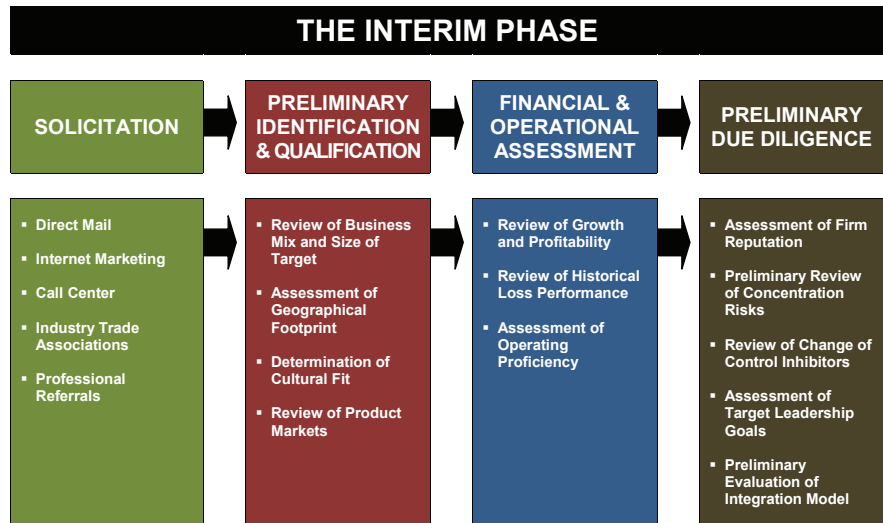 THE INTERIM PHASE
SOLICITATION
PRELIMINARY
IDENTIFICATION
& QUALIFICATION
FINANCIAL &
OPERATIONAL
ASSESSMENT
PRELIMINARY
DUE DILIGENCE
▪ Direct Mail
▪ Internet Marketing
▪ Call Center
▪ Industry Trade
Associations
▪ Professional
Referrals
▪ Review of Business
Mix and Size of
Target
▪ Assessment of
Geographical
Footprint
▪ Determination of
Cultural Fit
▪ Review of Product
Markets
▪ Review of Growth
and Profitability
▪ Review of Historical
Loss Performance
▪ Assessment of
Operating
Proficiency
▪ Assessment of Firm
Reputation
▪ Preliminary Review
of Concentration
Risks
▪ Review of Change of
Control Inhibitors
▪ Assessment of
Target Leadership
Goals
▪ Preliminary
Evaluation of
Integration Model